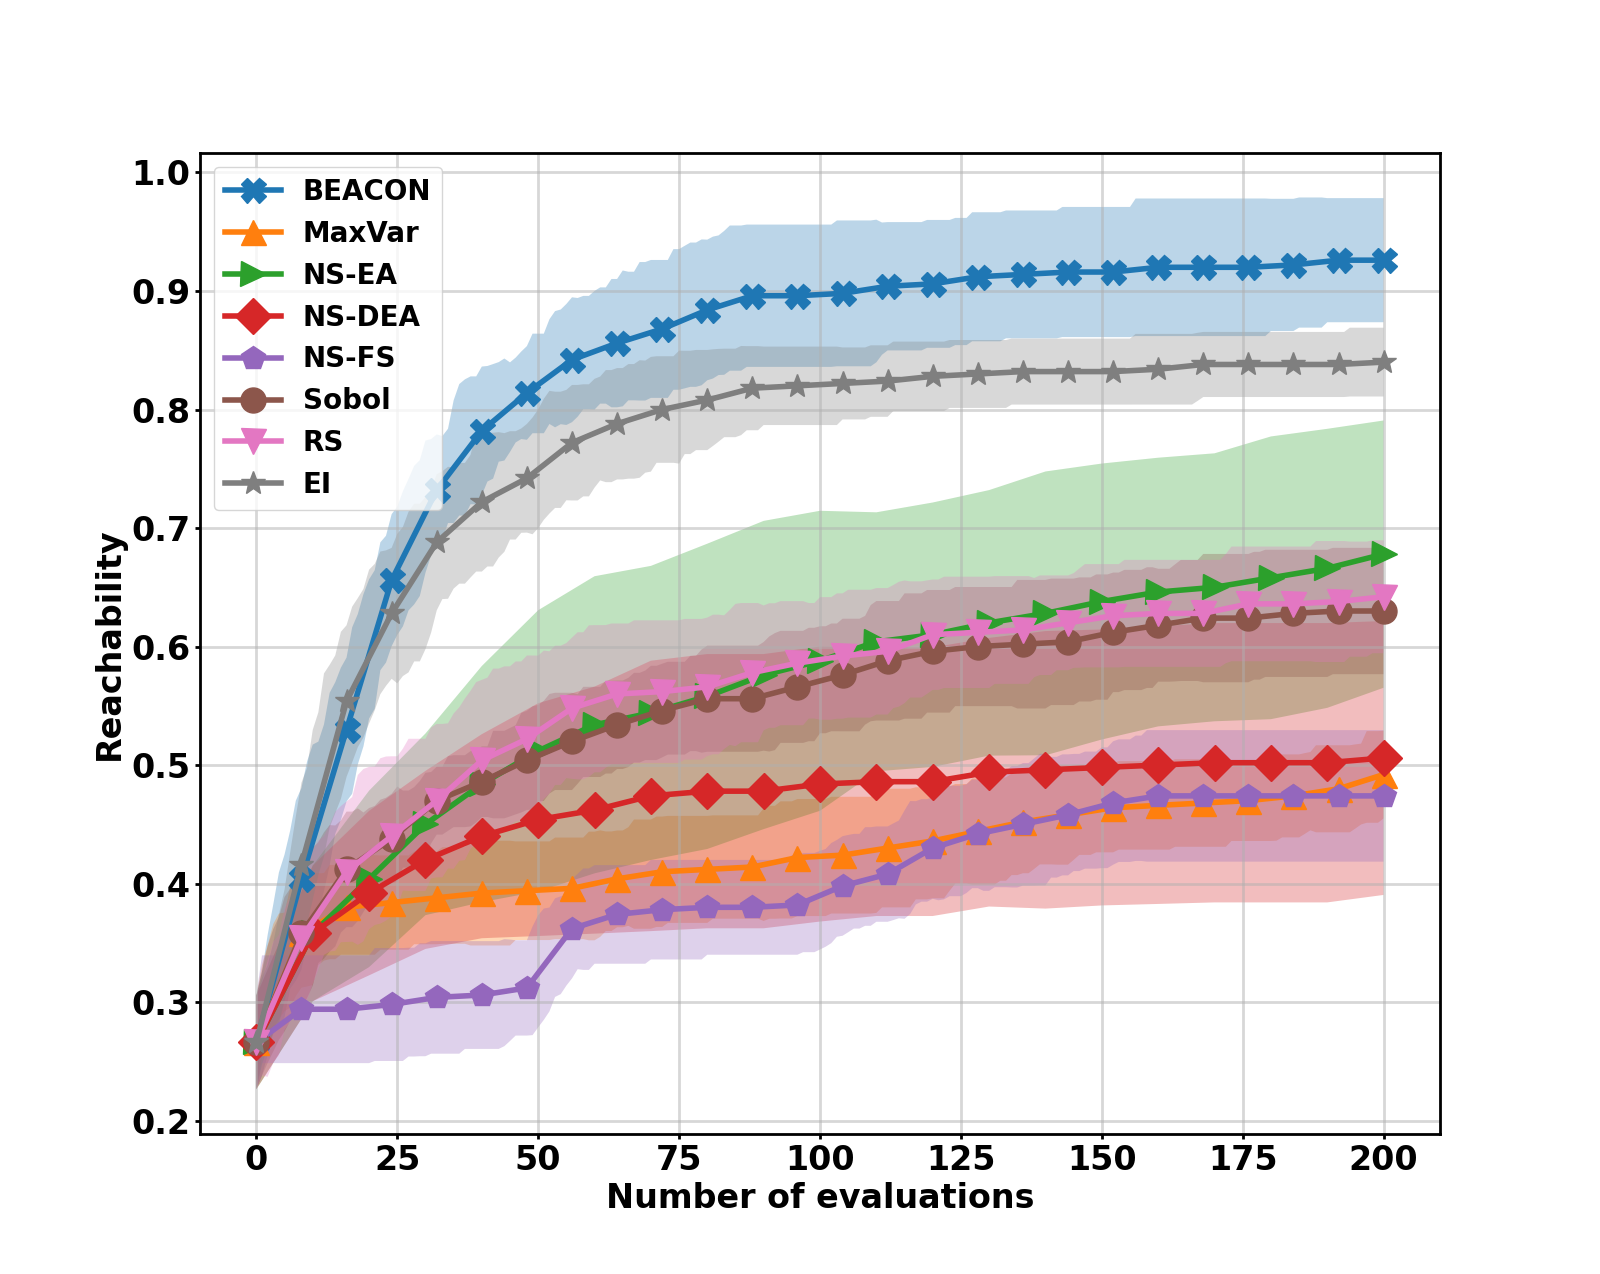 1.0
0.9
0.8
0.7
0.6
0.5
0.4
0.3
0.2
Reachability
BEACON
MaxVar
NS-EA
NS-DEA
NS-FS
Sobol
RS
EI
0 25 50 75 100 125 150 175 200
Number of evaluations